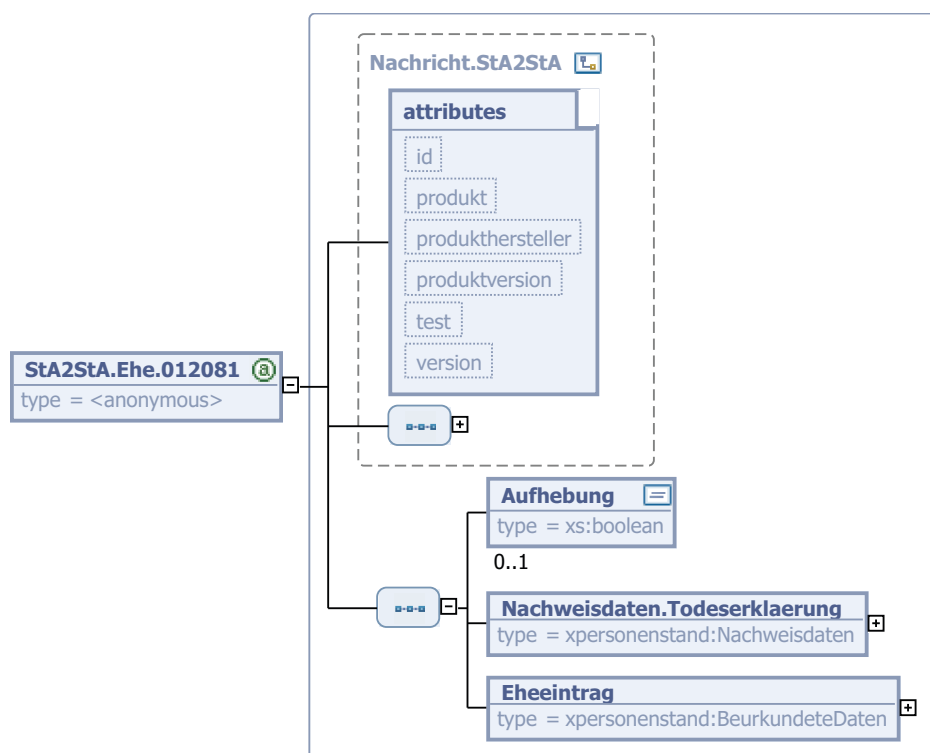 Nachricht.StA2StA
attributes
id
produkt
produkthersteller
produktversion
test
version
StA2StA.Ehe.012081 a
type = <anonymous>
Aufhebung
type = xs:boolean
0..1
Nachweisdaten.Todeserklaerung
type = xpersonenstand:Nachweisdaten
Eheeintrag
type = xpersonenstand:BeurkundeteDaten